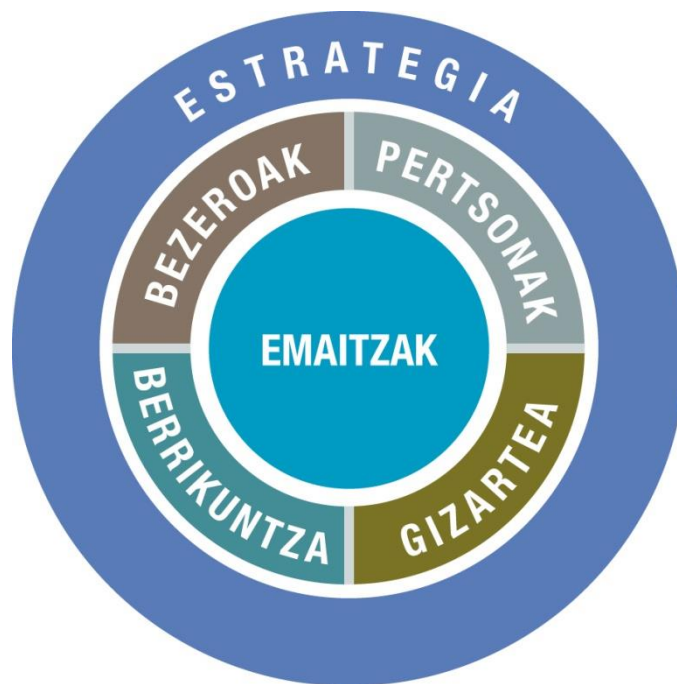 ESTRATEGIA
BEZEROAK
PERTSONAK
EMAITZAK
BERRIKUNTZA
GIZARTEA